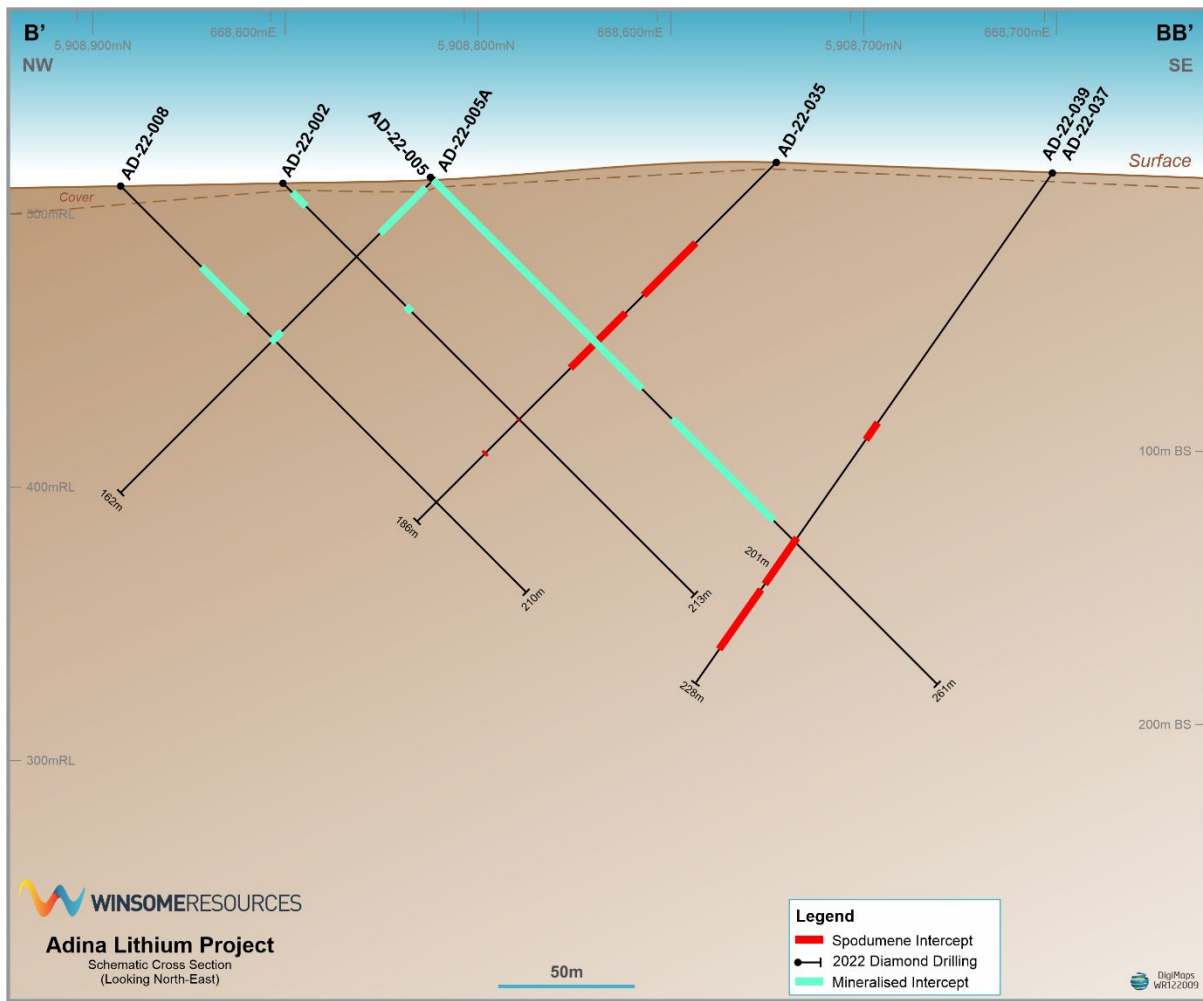 B'
NW
5,908,900mN
668,600mE
5,908,800mN
668,600mE
5,908,700mN
668,700mE
BB'
SE
AD-22-008
AD-22-002
AD-22-005
AD-22-005A
AD-22-035
AD-22-039
AD-22-037
Surface
Cover
500mRL
100m BS
400mRL
162m
186m
201m
210m
213m
228m
261m
200m BS
300mRL
WINSOMERESOURCES
Adina Lithium Project
Schematic Cross Section
(Looking North-East)
50m
Legend
Spodumene Intercept
2022 Diamond Drilling
Mineralised Intercept
DigiMaps
WR122009